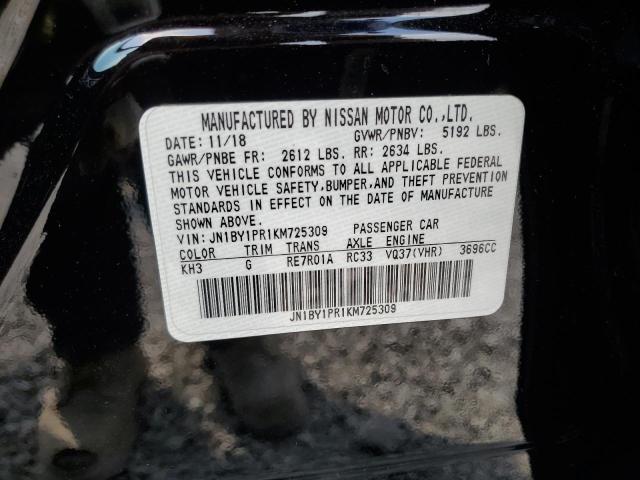 MANUFACTURED BY NISSAN MOTOR CO.,LTD.
DATE: 11/18 GVWR/PNBV: 5192 LBS.
GAWR/PNBE FR: 2612 LBS. RR: 2634 LBS.
THIS VEHICLE CONFORMS TO ALL APPLICABLE FEDERAL
MOTOR VEHICLE SAFETY,BUMPER,AND THEFT PREVENTION
STANDARDS IN EFFECT ON THE DATE OF MANUFACTURE
SHOWN ABOVE.
VIN: JN1BY1PR1KM725309 PASSENGER CAR
COLOR TRIM TRANS AXLE ENGINE
KH3 G RE7R01A RC33 VQ37(VHR) 3696CC
JN1BY1PR1KM725309